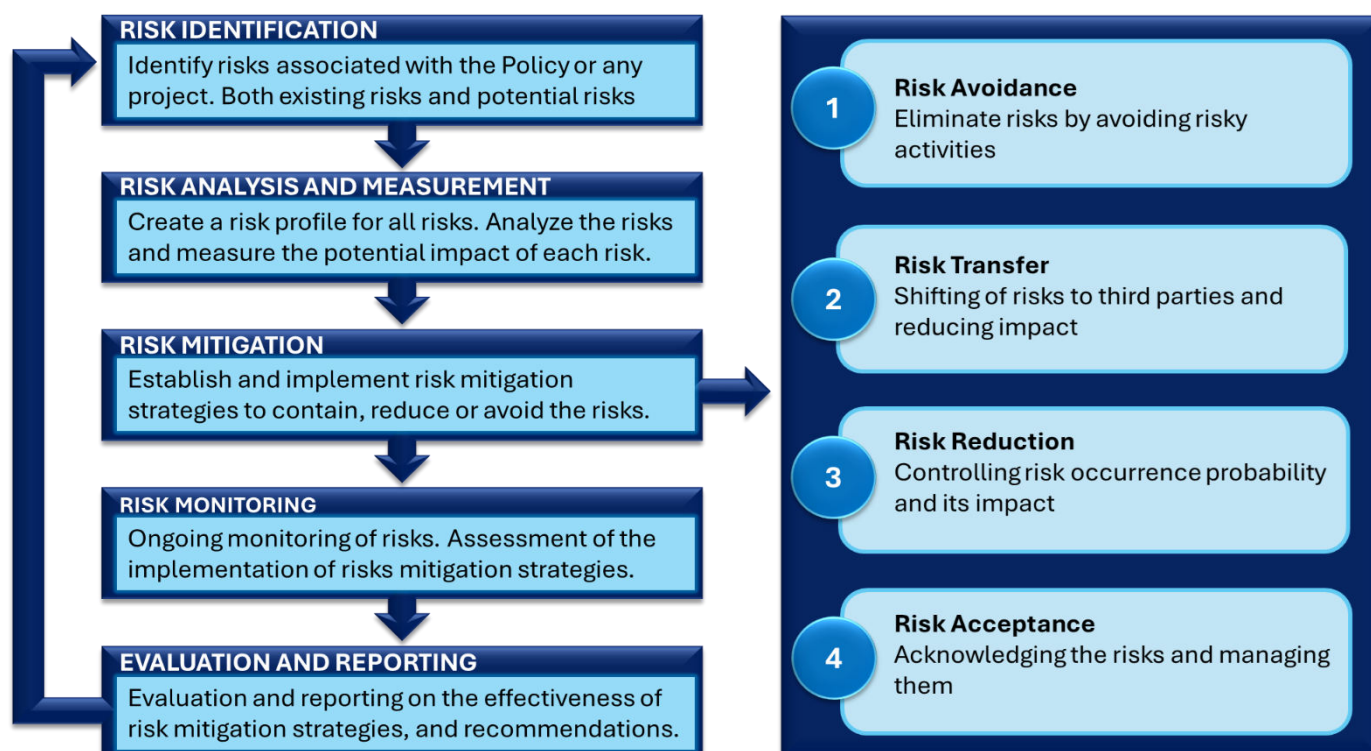 RISK IDENTIFICATION
Identify risks associated with the Policy or any
project. Both existing risks and potential risks
RISK ANALYSIS AND MEASUREMENT
Create a risk profile for all risks. Analyze the risks
and measure the potential impact of each risk.
RISK MITIGATION
Establish and implement risk mitigation
strategies to contain, reduce or avoid the risks.
RISK MONITORING
Ongoing monitoring of risks. Assessment of the
implementation of risks mitigation strategies.
EVALUATION AND REPORTING
Evaluation and reporting on the effectiveness of
risk mitigation strategies, and recommendations.
1
Risk Avoidance
Eliminate risks by avoiding risky
activities
2
Risk Transfer
Shifting of risks to third parties and
reducing impact
3
Risk Reduction
Controlling risk occurrence probability
and its impact
4
Risk Acceptance
Acknowledging the risks and managing
them